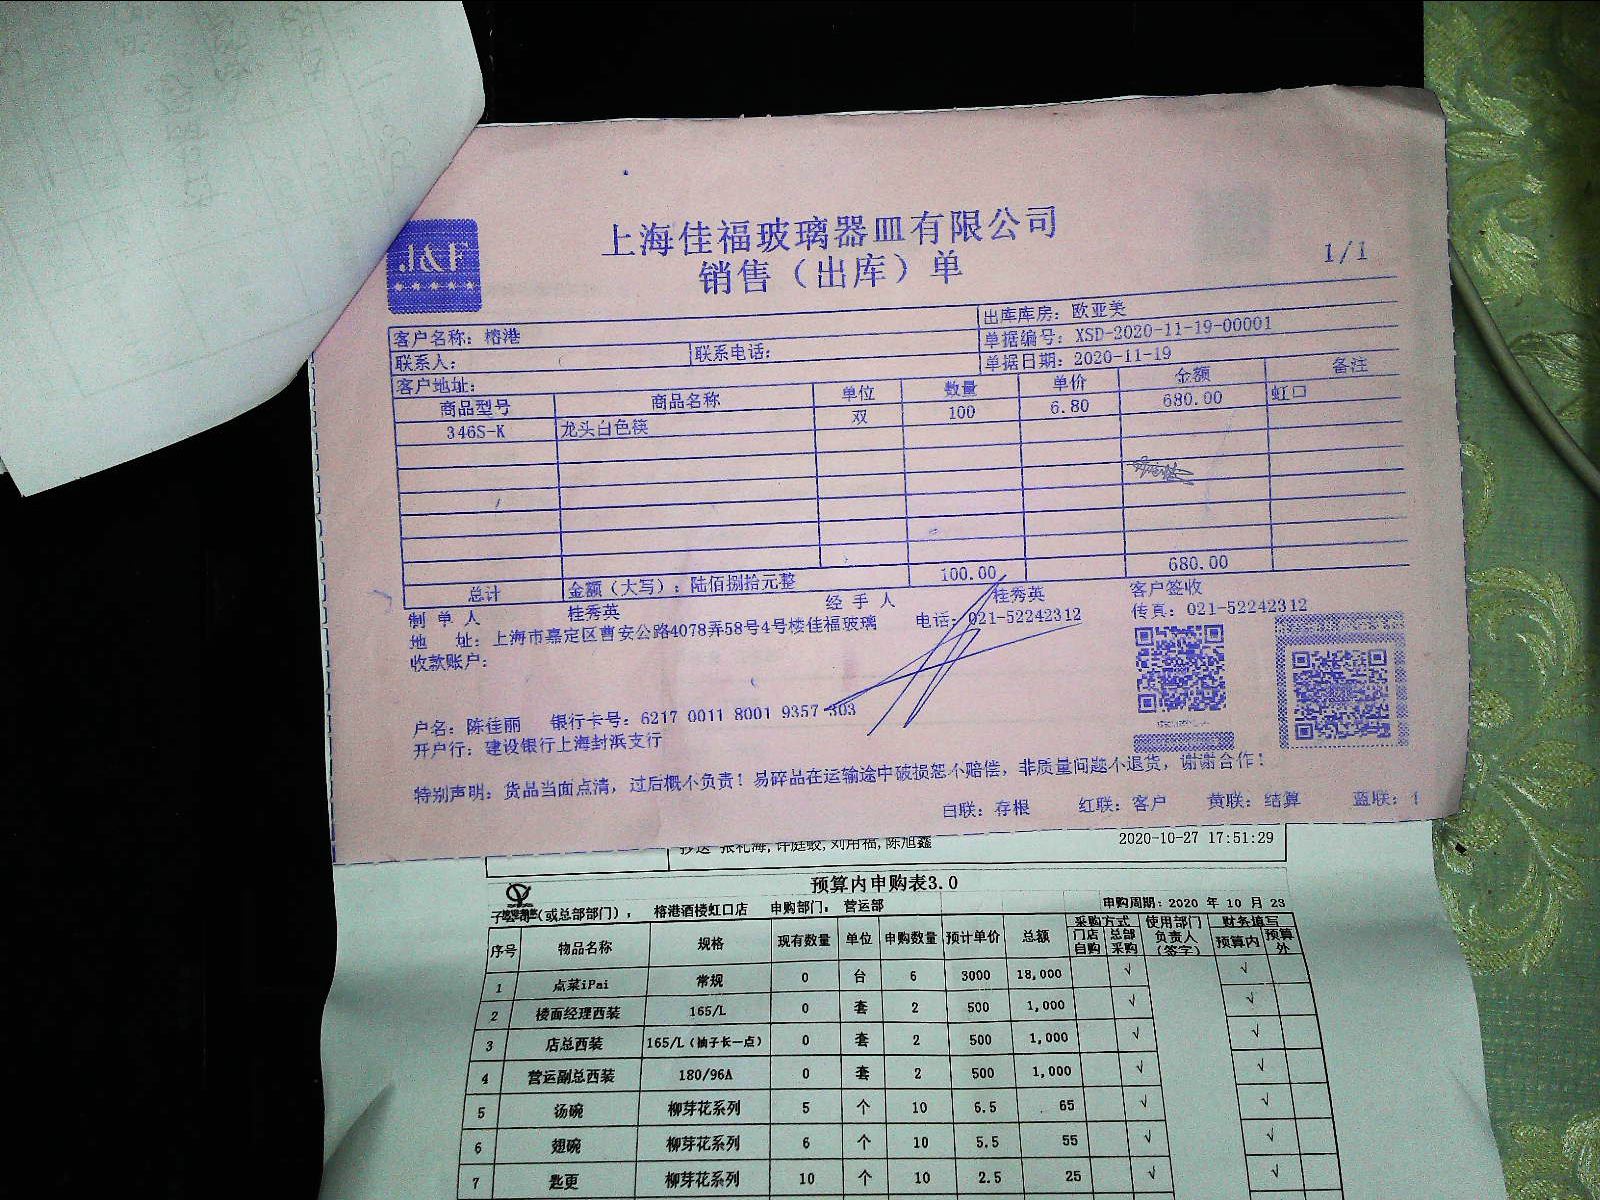 上海佳福玻璃器皿有限公司
销售（出库）单
1/1
客户名称: 榕港 出库库房: 欧亚美
单据编号: XSD-2020-11-19-00001
联系人: 联系电话: 单据日期: 2020-11-19
客户地址:
商品型号 商品名称 单位 数量 单价 金额 备注
346S-K 龙头白色筷 双 100 6.80 680.00 虹口
总计 金额（大写）: 陆佰捌拾元整 100.00 680.00
制单人 桂秀英 经手人 桂秀英 客户签收
地 址: 上海市嘉定区曹安公路4078弄58号4号楼佳福玻璃 电话: 021-52242312 传真: 021-52242312
收款账户:
户名: 陈佳丽 银行卡号: 6217 0011 8001 9357 303
开户行: 建设银行上海封浜支行
特别声明: 货品当面点清, 过后概不负责! 易碎品在运输途中破损恕不赔偿, 非质量问题不退货, 谢谢合作!
白联: 存根 红联: 客户 黄联: 结算 蓝联:
抄送 张礼海, 许庭蛟, 刘用福, 陈旭鑫 2020-10-27 17:51:29
预算内申购表3.0
(或总部部门), 榕港酒楼虹口店 申购部门: 营运部 申购周期: 2020 年 10 月 23
序号 物品名称 规格 现有数量 单位 申购数量 预计单价 总额 采购方式 门店自购 总部采购 使用部门负责人(签字) 财务填写 预算内 预算外
1 点菜iPai 常规 0 台 6 3000 18,000 √ √
2 楼面经理西装 165/L 0 套 2 500 1,000 √ √
3 店总西装 165/L（袖子长一点） 0 套 2 500 1,000 √ √
4 营运副总西装 180/96A 0 套 2 500 1,000 √ √
5 汤碗 柳芽花系列 5 个 10 6.5 65 √ √
6 翅碗 柳芽花系列 6 个 10 5.5 55 √ √
7 匙更 柳芽花系列 10 个 10 2.5 25 √ √